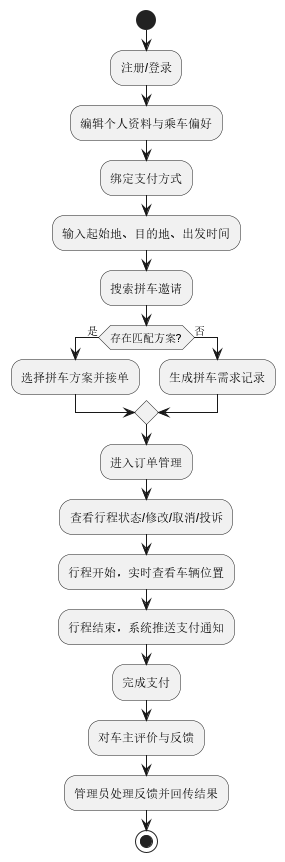 注册/登录
编辑个人资料与乘车偏好
绑定支付方式
输入起始地、目的地、出发时间
搜索拼车邀请
是
存在匹配方案?
否
选择拼车方案并接单
生成拼车需求记录
进入订单管理
查看行程状态/修改/取消/投诉
行程开始，实时查看车辆位置
行程结束，系统推送支付通知
完成支付
对车主评价与反馈
管理员处理反馈并回传结果